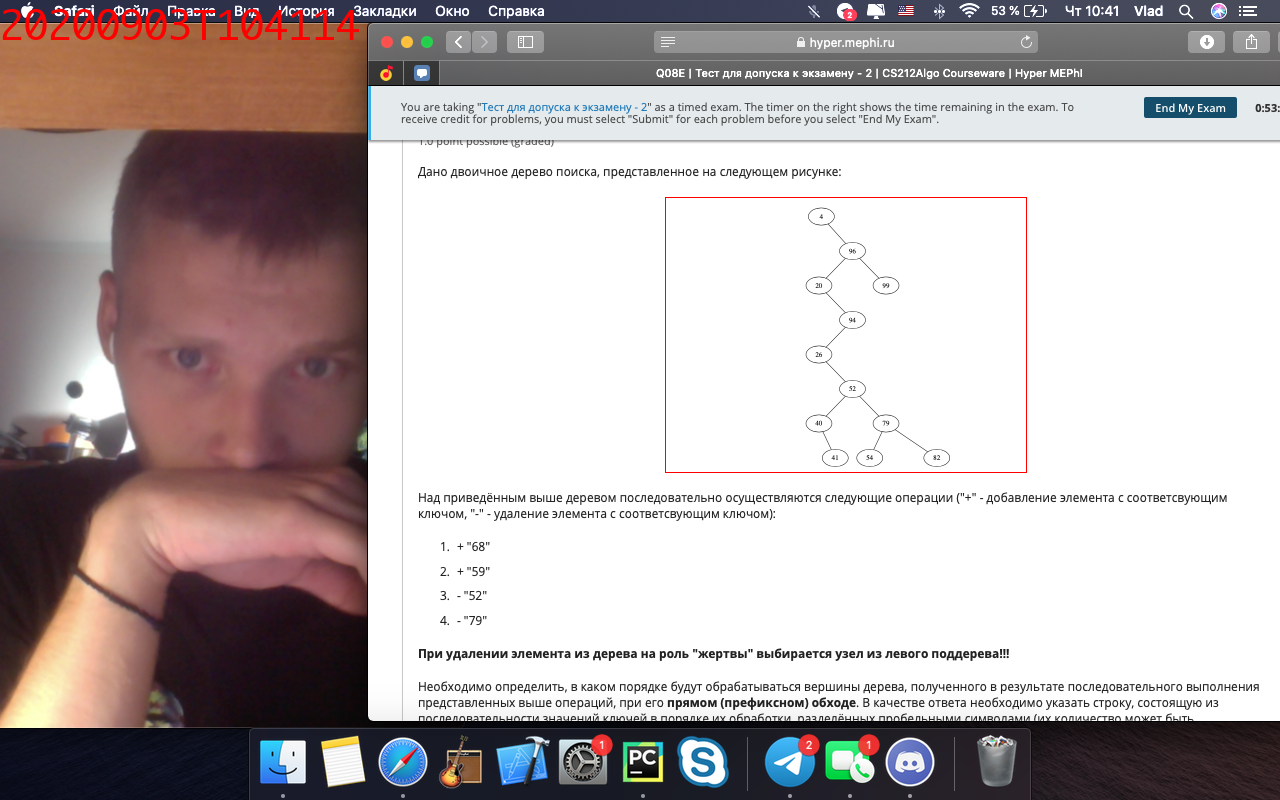 20200903T104114
Safari Файл Правка Вид История Закладки Окно Справка
2
53 %
Чт 10:41 Vlad
hyper.mephi.ru
Q08E | Тест для допуска к экзамену - 2 | CS212Algo Courseware | Hyper MEPhI
You are taking "Тест для допуска к экзамену - 2" as a timed exam. The timer on the right shows the time remaining in the exam. To
receive credit for problems, you must select "Submit" for each problem before you select "End My Exam".
End My Exam
0:53:
1.0 point possible (graded)
Дано двоичное дерево поиска, представленное на следующем рисунке:
4
96
20 99
94
26
52
40 79
41 54 82
Над приведённым выше деревом последовательно осуществляются следующие операции ("+" - добавление элемента с соответсвующим
ключом, "-" - удаление элемента с соответсвующим ключом):
1. + "68"
2. + "59"
3. - "52"
4. - "79"
При удалении элемента из дерева на роль "жертвы" выбирается узел из левого поддерева!!!
Необходимо определить, в каком порядке будут обрабатываться вершины дерева, полученного в результате последовательного выполнения
представленных выше операций, при его прямом (префиксном) обходе. В качестве ответа необходимо указать строку, состоящую из
последовательности значений ключей в порядке их обработки, разделённых пробельными символами (их количество может быть
1
PC
S
2
1